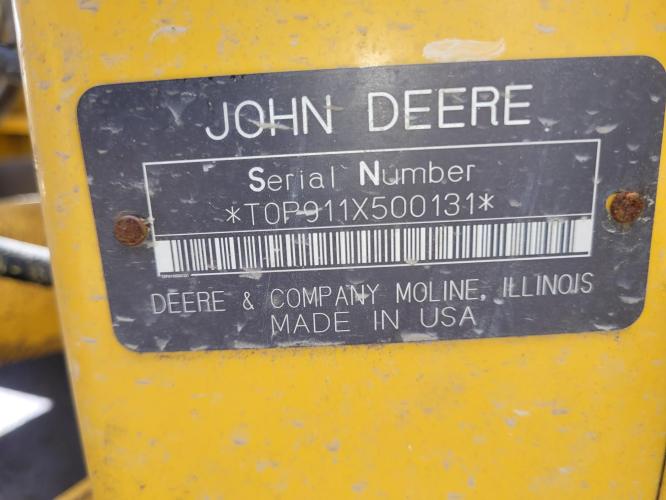 JOHN DEERE
Serial Number
*T0P911X500131*
DEERE & COMPANY MOLINE, ILLINOIS
MADE IN USA